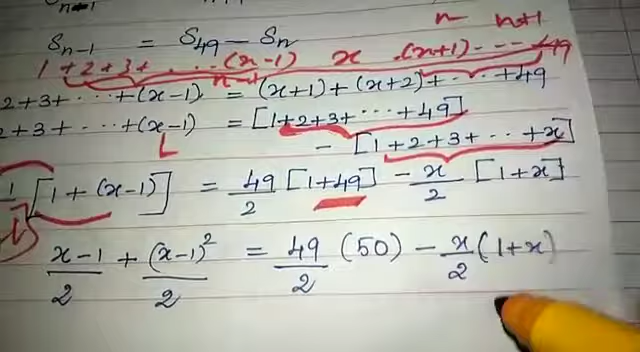 n n+1
S_{n-1} = S_{49} - S_n
1 + 2 + 3 + ... (x-1) x (x+1) - - - 49
2+3+ ... +(x-1) = (x+1) + (x+2) + ... +49
2+3+ ... +(x-1) = [1+2+3+ ... +49]
- [1+2+3+ ... +x]
[1 + (x-1)] = 49/2 [1+49] - x/2 [1+x]
x-1/2 + (x-1)²/2 = 49/2 (50) - x/2 (1+x)